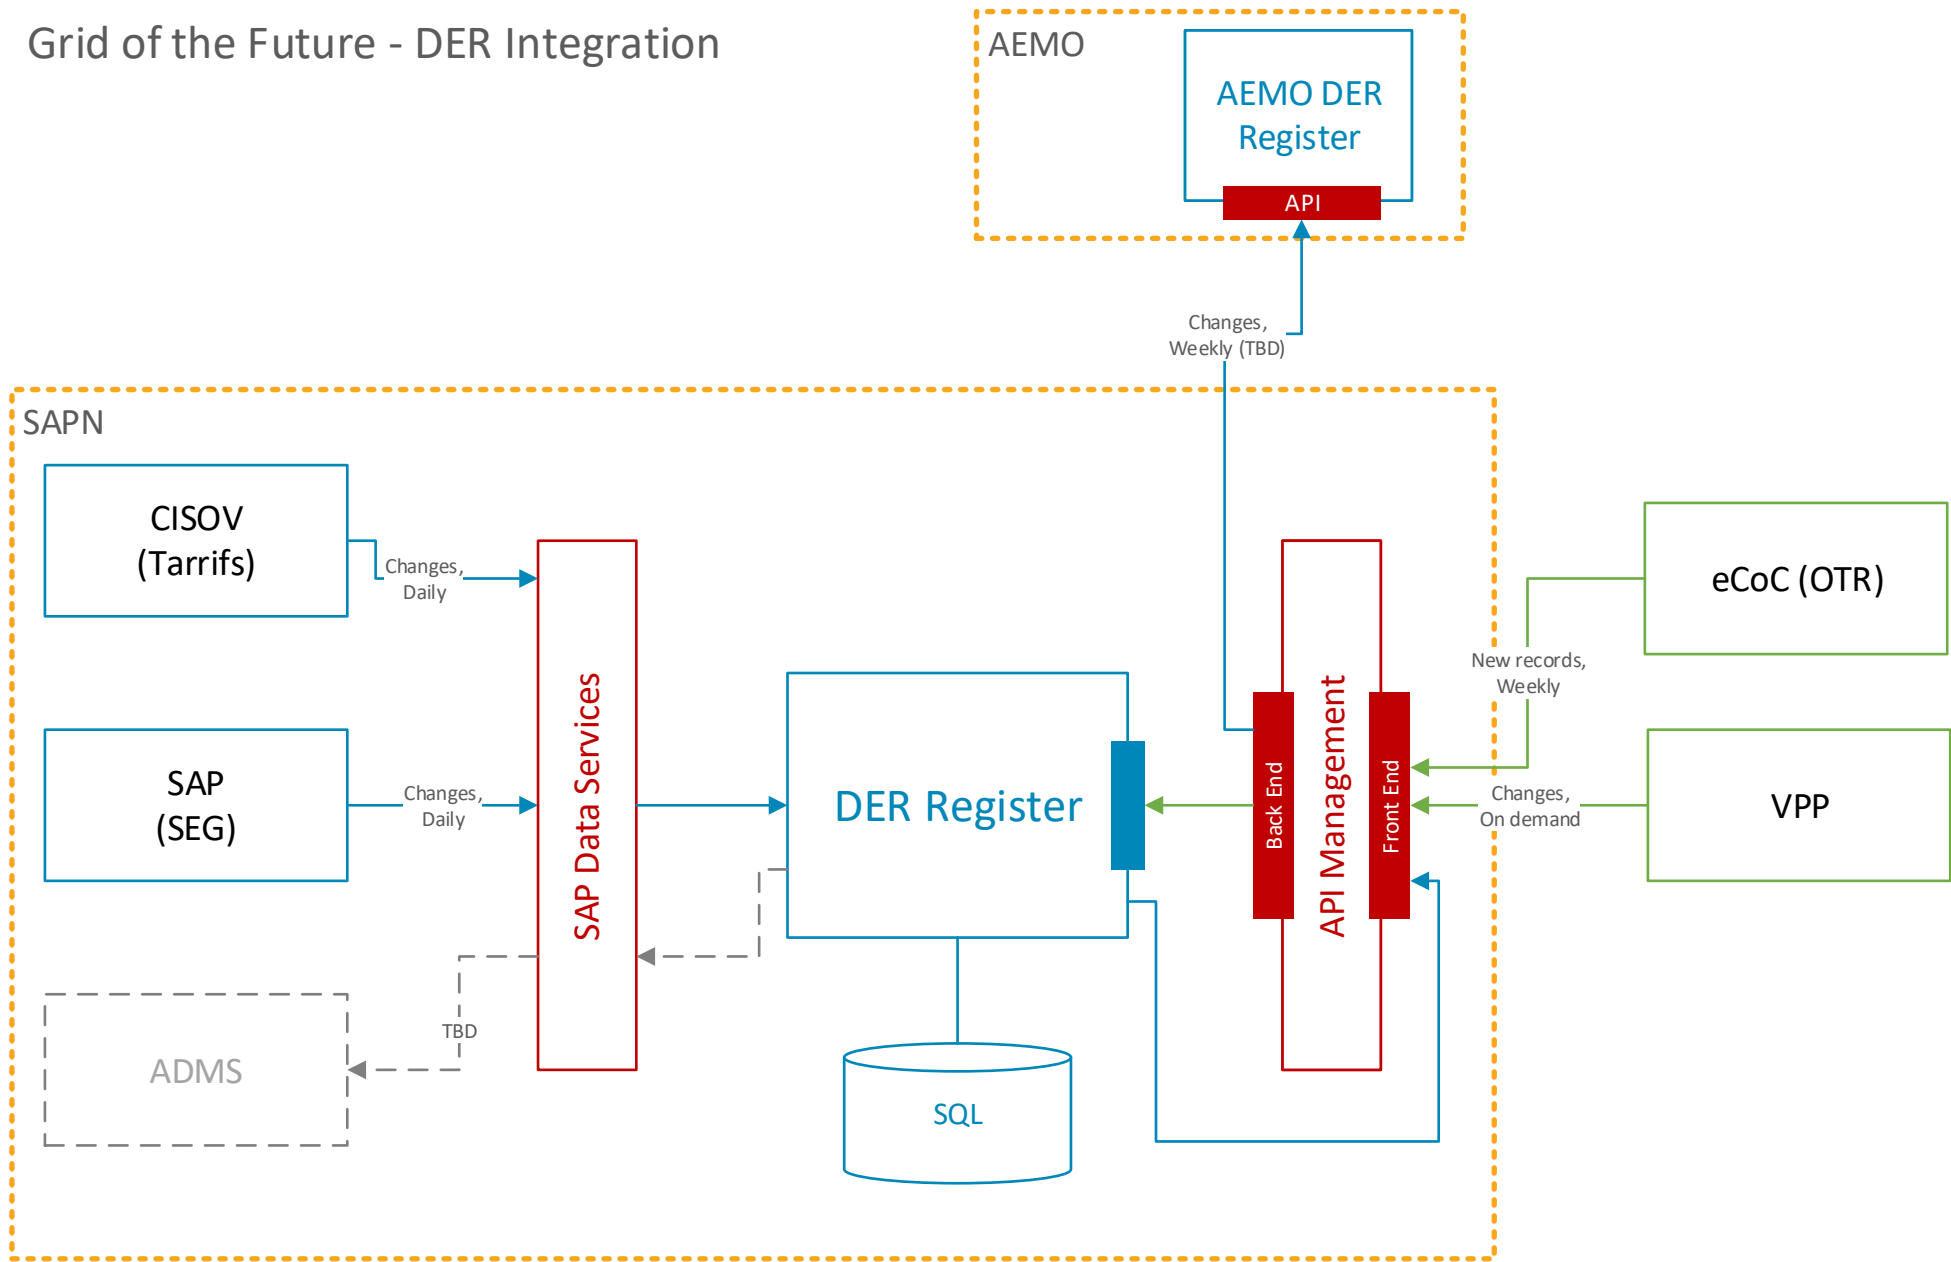 Grid of the Future - DER Integration
AEMO
AEMO DER
Register
API
Changes,
Weekly (TBD)
SAPN
CISOV
(Tarrifs)
Changes,
Daily
SAP
(SEG)
Changes,
Daily
ADMS
TBD
SAP Data Services
DER Register
SQL
Back End
API Management
Front End
New records,
Weekly
Changes,
On demand
eCoC (OTR)
VPP